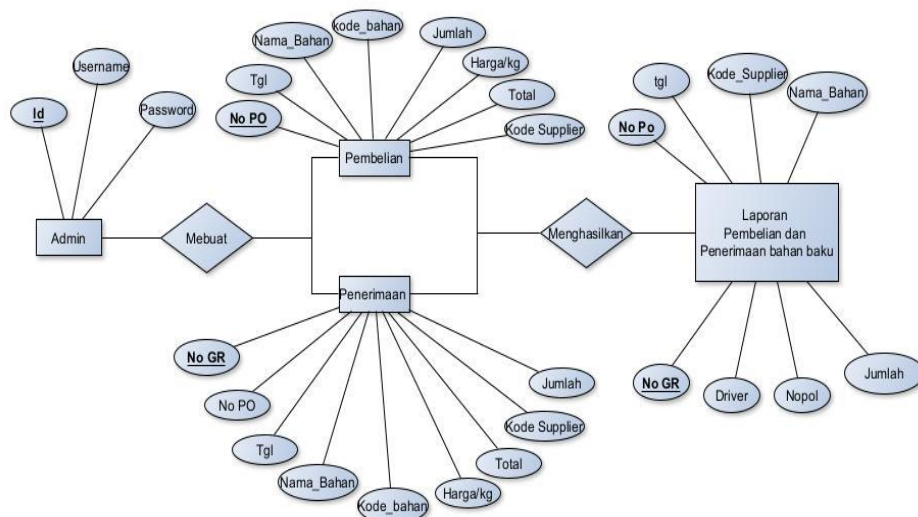 Id
Username
Password
Admin
Mebuat
No PO
Tgl
Nama_Bahan
kode_bahan
Jumlah
Harga/kg
Total
Kode Supplier
Pembelian
Penerimaan
No GR
No PO
Tgl
Nama_Bahan
Kode_bahan
Harga/kg
Total
Kode Supplier
Jumlah
Menghasilkan
No Po
tgl
Kode_Supplier
Nama_Bahan
Laporan
Pembelian dan
Penerimaan bahan baku
No GR
Driver
Nopol
Jumlah